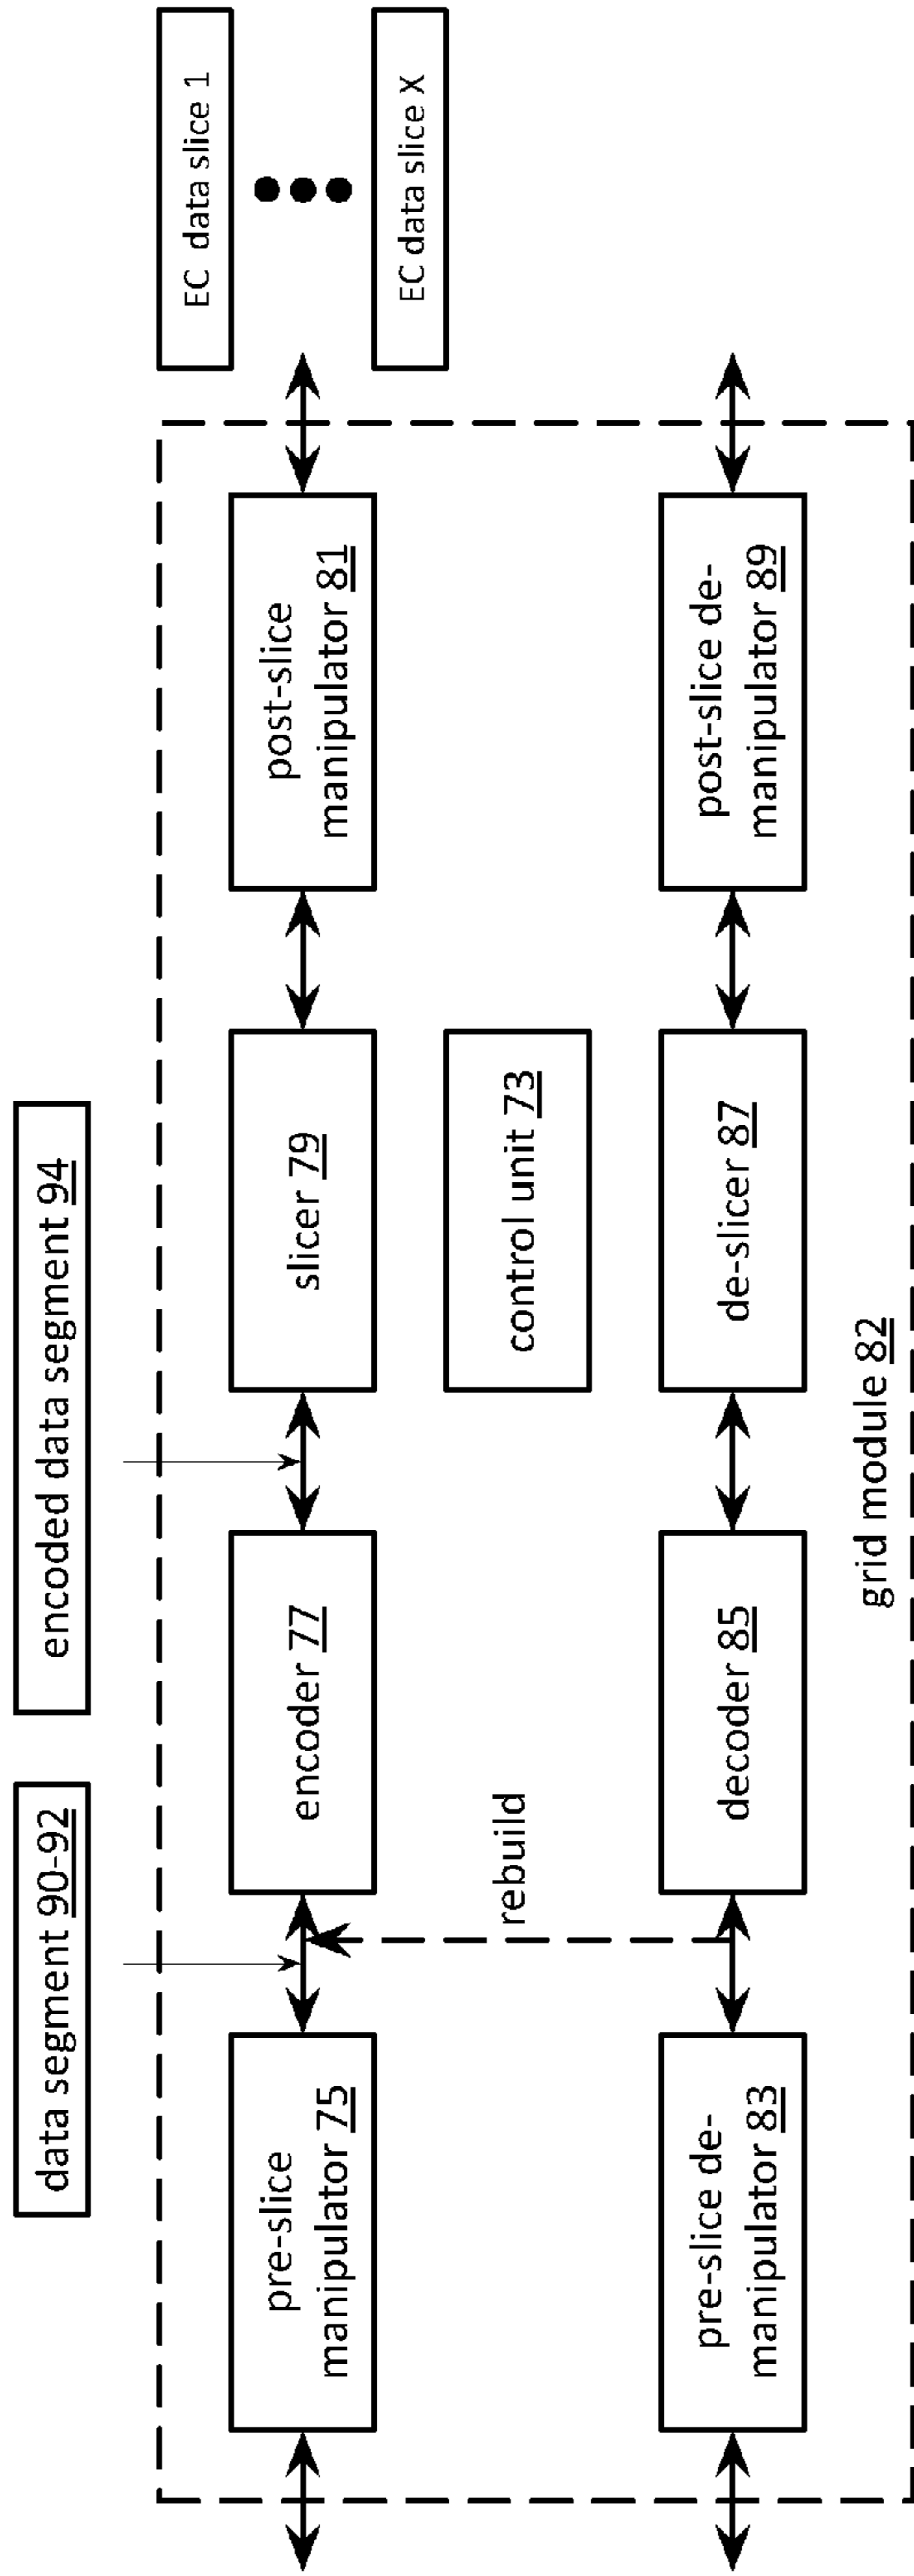 data segment 90-92
encoded data segment 94
EC data slice 1
EC data slice X
pre-slice
manipulator 75
encoder 77
slicer 79
post-slice
manipulator 81
rebuild
control unit 73
pre-slice de-
manipulator 83
decoder 85
de-slicer 87
post-slice de-
manipulator 89
grid module 82